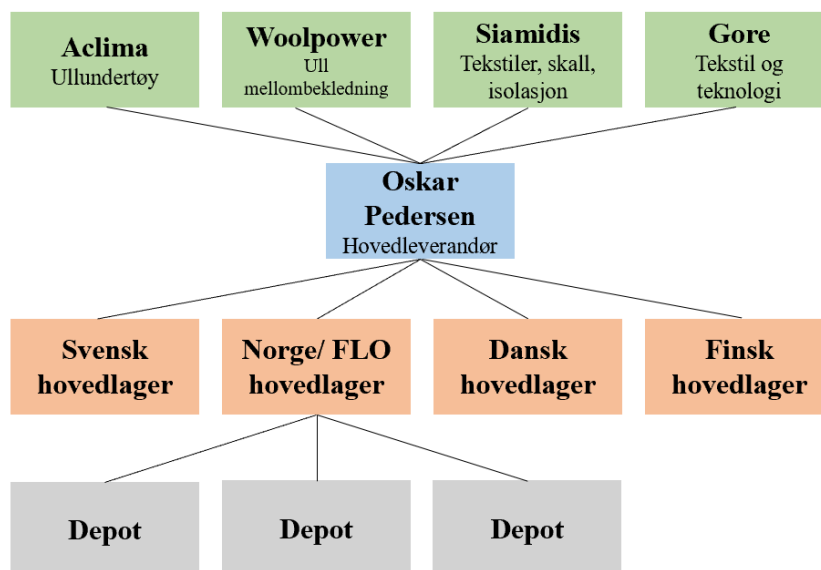 Aclima
Ullundertøy
Woolpower
Ull
mellombekledning
Siamidis
Tekstiler, skall,
isolasjon
Gore
Tekstil og
teknologi
Oskar
Pedersen
Hovedleverandør
Svensk
hovedlager
Norge/ FLO
hovedlager
Dansk
hovedlager
Finsk
hovedlager
Depot
Depot
Depot